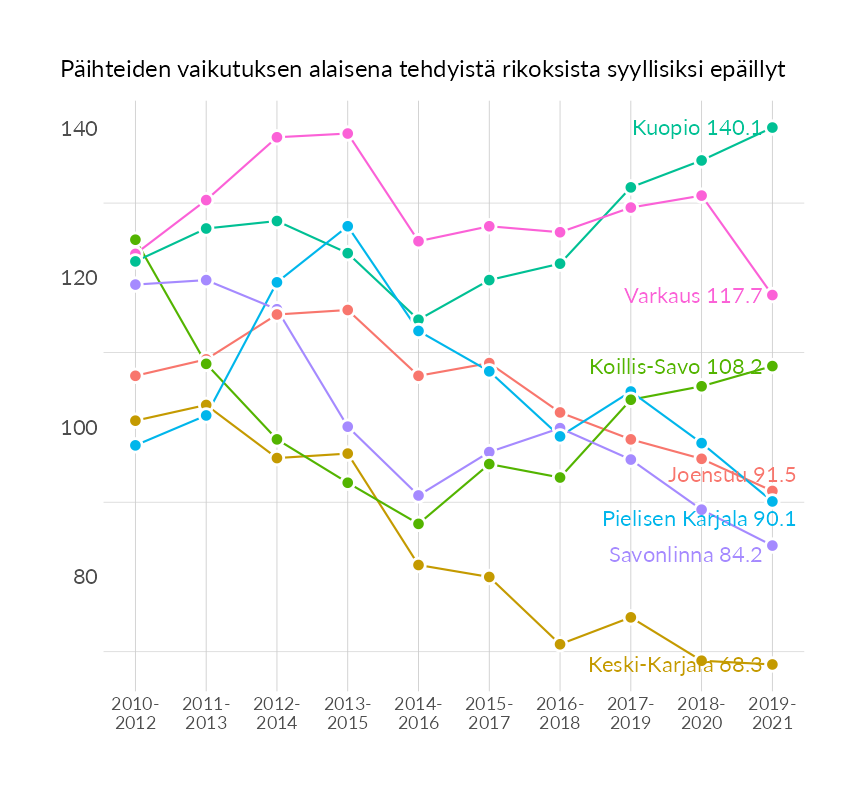 Päihteiden vaikutuksen alaisena tehdyistä rikoksista syyllisiksi epäillyt
140
120
100
80
Kuopio 140.1
Varkaus 117.7
Koillis-Savo 108.2
Joensuu 91.5
Pielisen Karjala 90.1
Savonlinna 84.2
Keski-Karjala 68.3
2010- 2011- 2012- 2013- 2014- 2015- 2016- 2017- 2018- 2019-
2012 2013 2014 2015 2016 2017 2018 2019 2020 2021